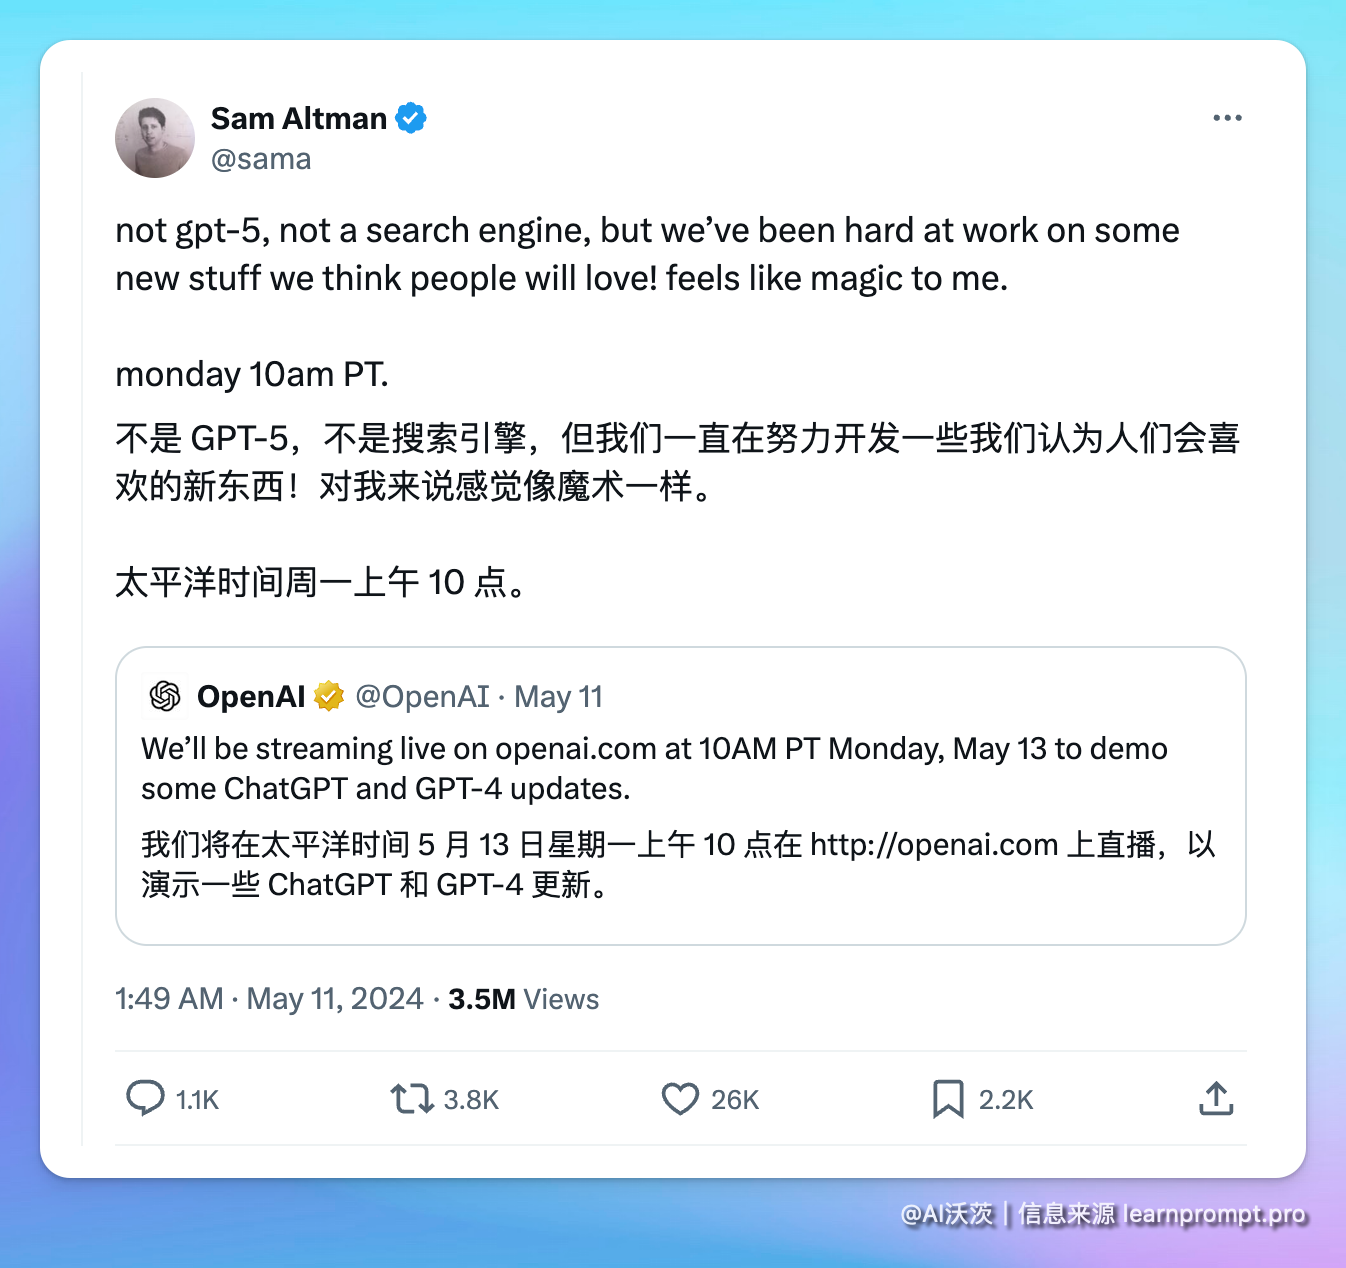 Sam Altman
@sama
not gpt-5, not a search engine, but we’ve been hard at work on some
new stuff we think people will love! feels like magic to me.
monday 10am PT.
不是 GPT-5，不是搜索引擎，但我们一直在努力开发一些我们认为人们会喜
欢的新东西！对我来说感觉像魔术一样。
太平洋时间周一上午 10 点。
OpenAI @OpenAI · May 11
We’ll be streaming live on openai.com at 10AM PT Monday, May 13 to demo
some ChatGPT and GPT-4 updates.
我们将在太平洋时间 5 月 13 日星期一上午 10 点在 http://openai.com 上直播，以
演示一些 ChatGPT 和 GPT-4 更新。
1:49 AM · May 11, 2024 · 3.5M Views
1.1K 3.8K 26K 2.2K
@AI沃茨 | 信息来源 learnprompt.pro